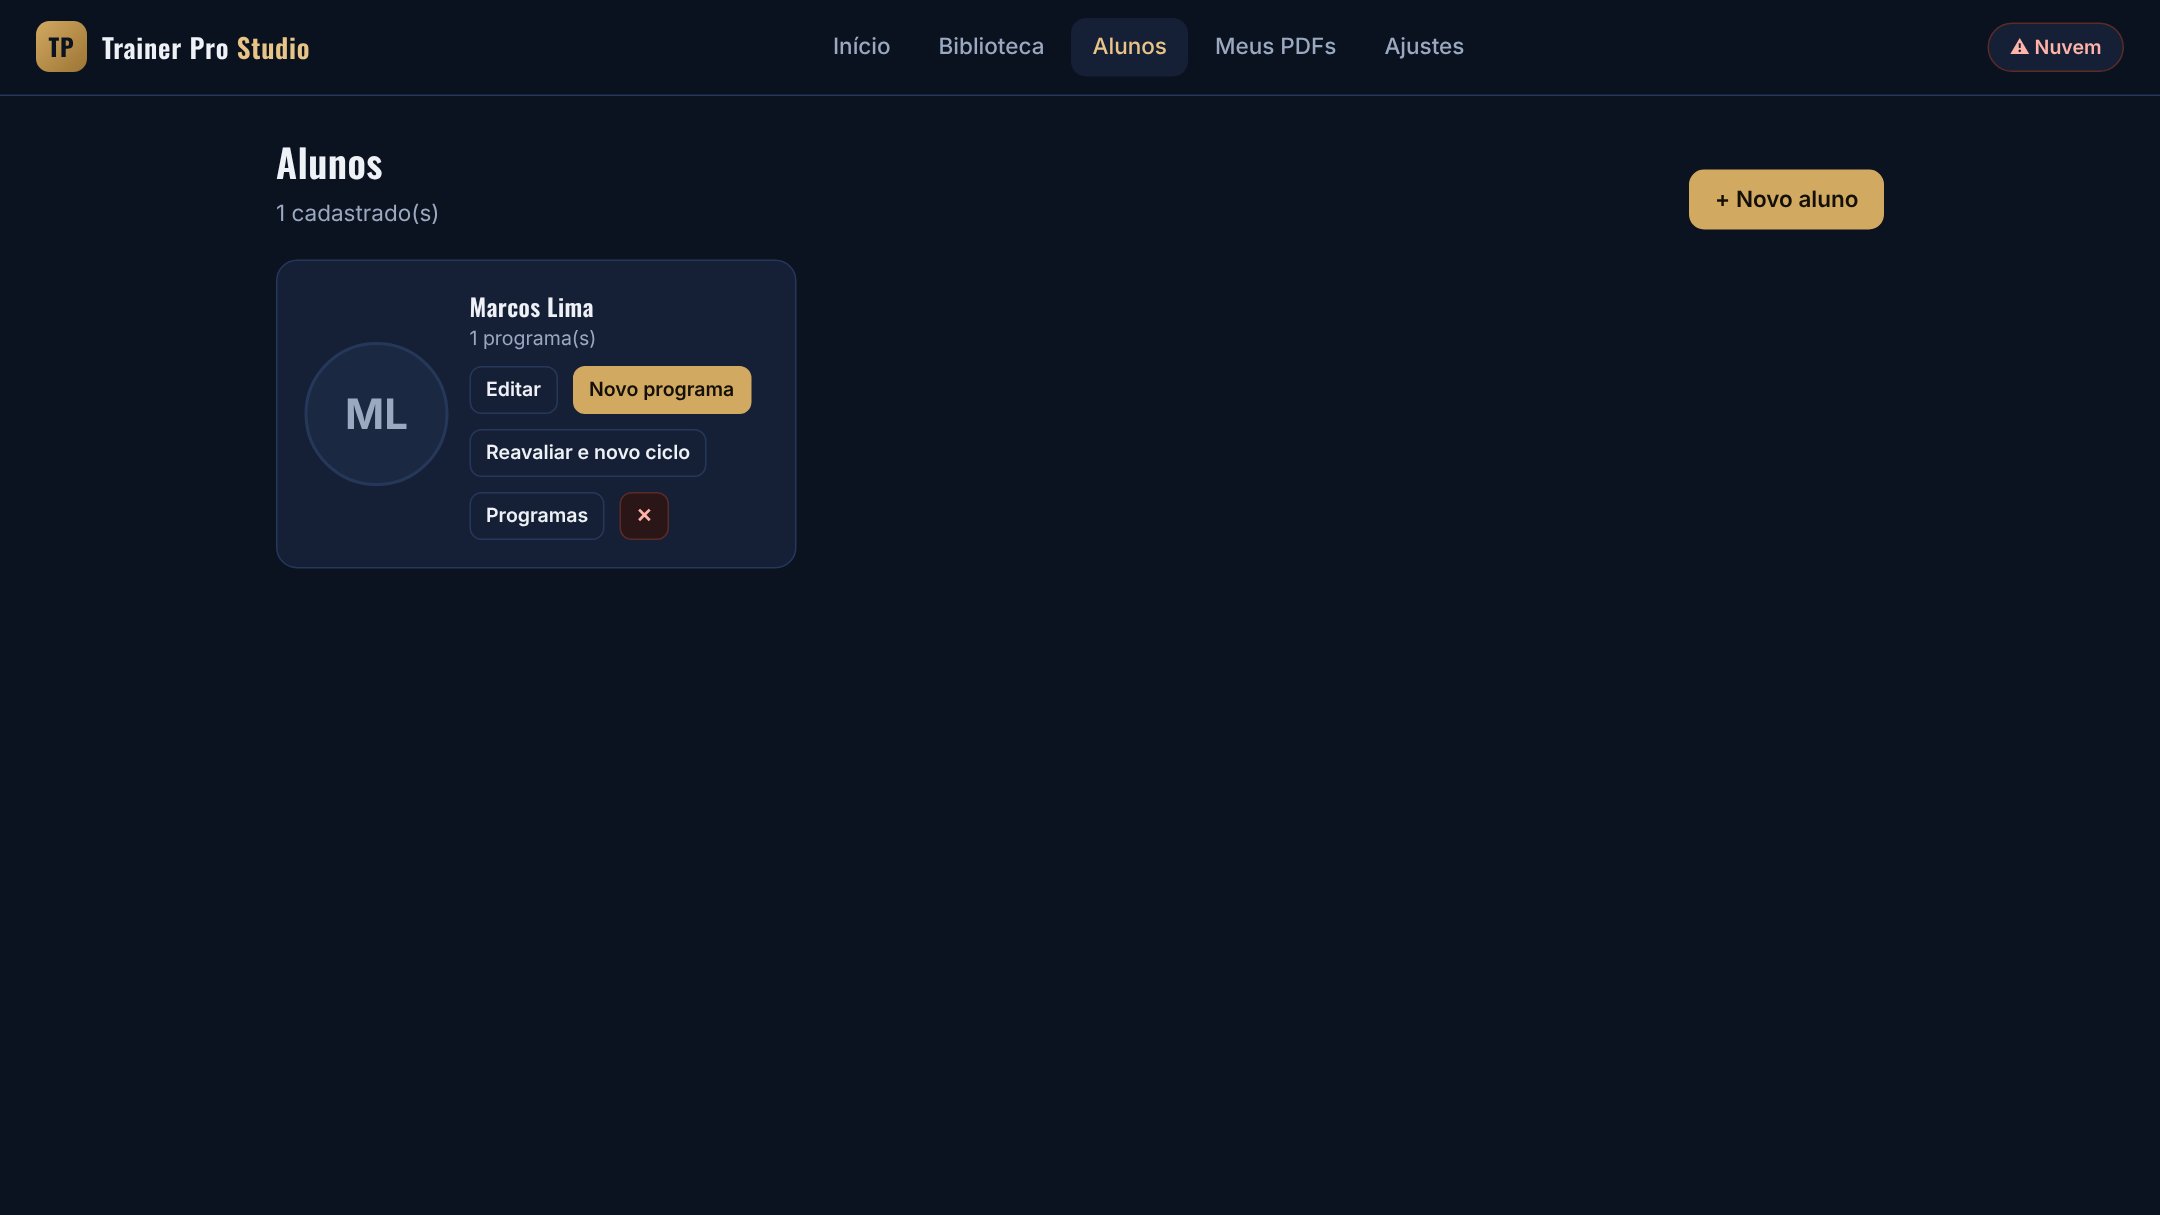 TP Trainer Pro Studio
Início Biblioteca Alunos Meus PDFs Ajustes
⚠ Nuvem
Alunos
1 cadastrado(s)
+ Novo aluno
ML
Marcos Lima
1 programa(s)
Editar Novo programa
Reavaliar e novo ciclo
Programas ✕